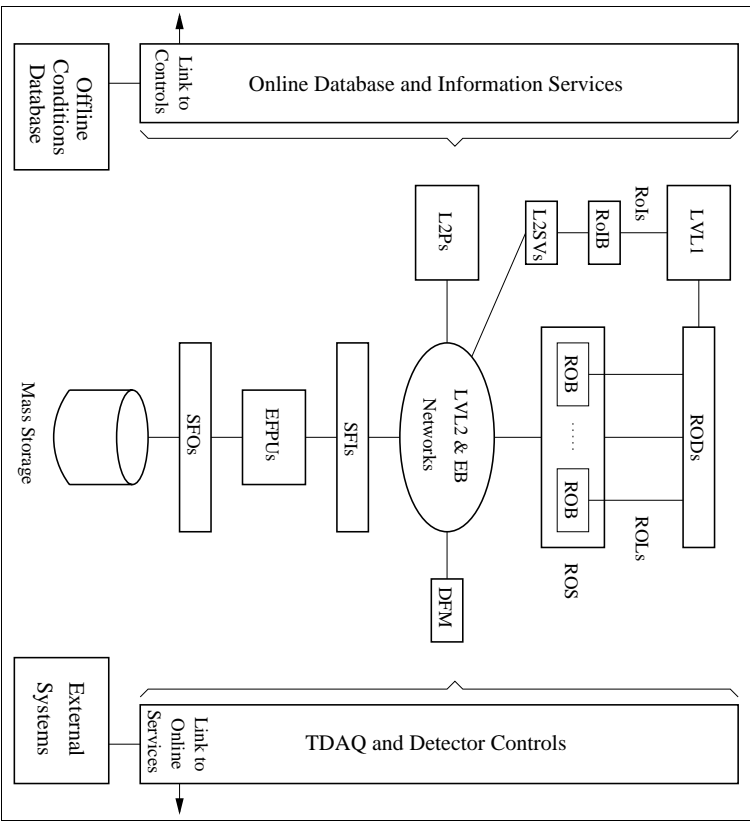 Online Database and Information Services
Link to
Controls
Offline
Conditions
Database
LVL1
RoIs
RoIB
L2SVs
L2Ps
RODs
ROLs
ROB
.....
ROB
ROS
LVL2 & EB
Networks
DFM
SFIs
EFPUs
SFOs
Mass Storage
TDAQ and Detector Controls
Link to
Online
Services
External
Systems